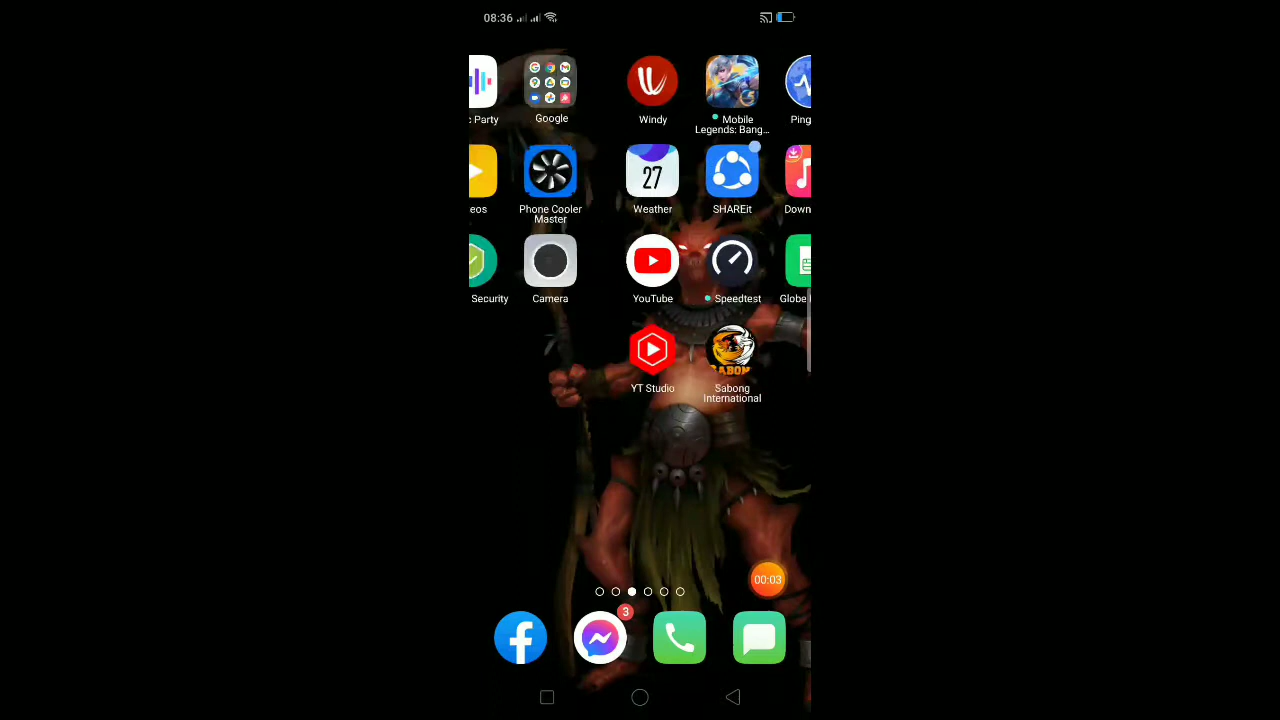 08:36
c Party
Google
Windy
Mobile
Legends: Bang...
Ping
eos
Phone Cooler
Master
27
Weather
SHAREit
Down
Security
Camera
YouTube
Speedtest
Globe
YT Studio
SABONG
Sabong
International
00:03
3